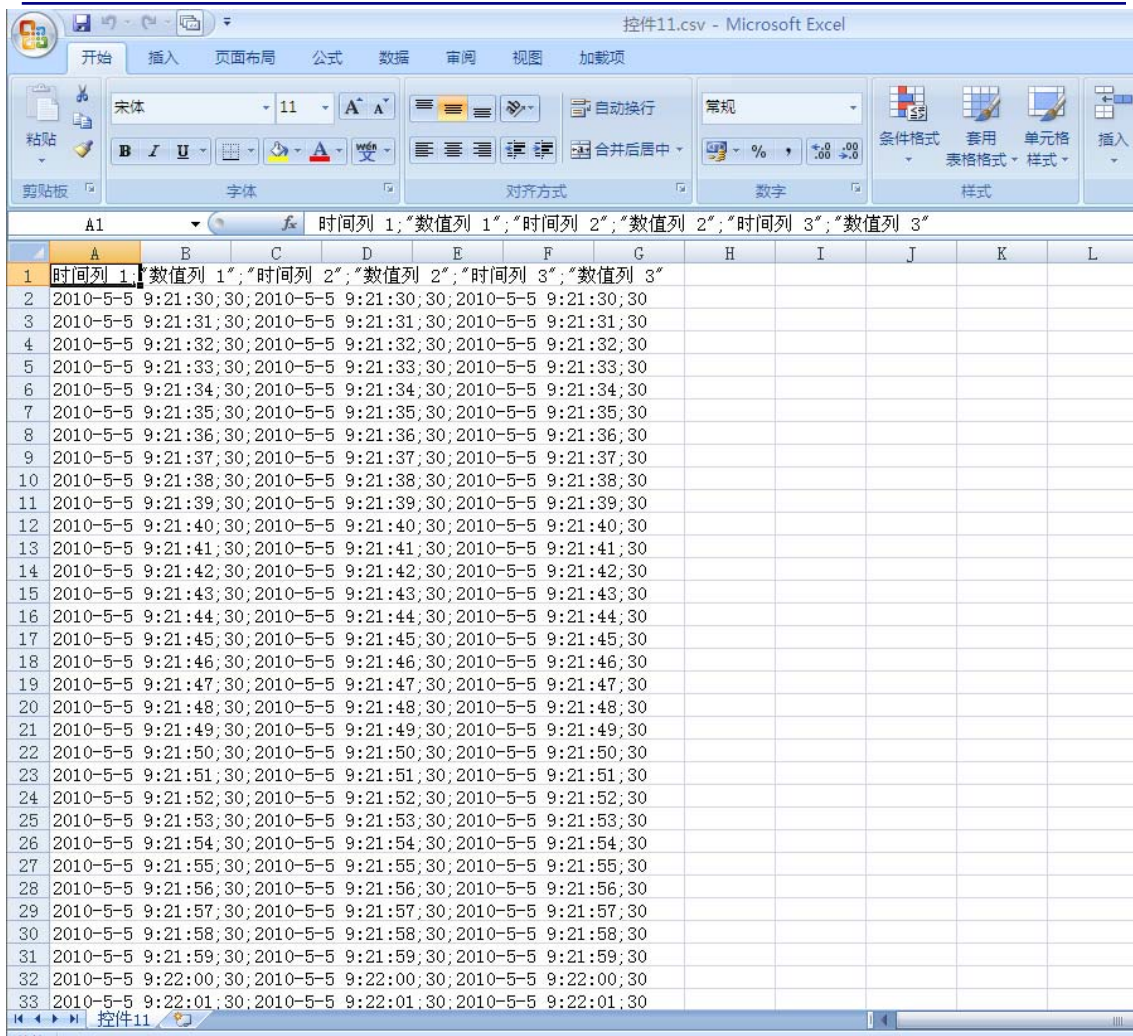 控件11.csv - Microsoft Excel
开始 插入 页面布局 公式 数据 审阅 视图 加载项
宋体 11 A A 自动换行 常规
粘贴 B I U A wén 变 合并后居中 % , 条件格式 套用 表格格式 单元格 样式 插入
剪贴板 字体 对齐方式 数字 样式
A1 fx 时间列 1;"数值列 1";"时间列 2";"数值列 2";"时间列 3";"数值列 3"
A B C D E F G H I J K L
1 时间列 1;"数值列 1";"时间列 2";"数值列 2";"时间列 3";"数值列 3"
2 2010-5-5 9:21:30;30;2010-5-5 9:21:30;30;2010-5-5 9:21:30;30
3 2010-5-5 9:21:31;30;2010-5-5 9:21:31;30;2010-5-5 9:21:31;30
4 2010-5-5 9:21:32;30;2010-5-5 9:21:32;30;2010-5-5 9:21:32;30
5 2010-5-5 9:21:33;30;2010-5-5 9:21:33;30;2010-5-5 9:21:33;30
6 2010-5-5 9:21:34;30;2010-5-5 9:21:34;30;2010-5-5 9:21:34;30
7 2010-5-5 9:21:35;30;2010-5-5 9:21:35;30;2010-5-5 9:21:35;30
8 2010-5-5 9:21:36;30;2010-5-5 9:21:36;30;2010-5-5 9:21:36;30
9 2010-5-5 9:21:37;30;2010-5-5 9:21:37;30;2010-5-5 9:21:37;30
10 2010-5-5 9:21:38;30;2010-5-5 9:21:38;30;2010-5-5 9:21:38;30
11 2010-5-5 9:21:39;30;2010-5-5 9:21:39;30;2010-5-5 9:21:39;30
12 2010-5-5 9:21:40;30;2010-5-5 9:21:40;30;2010-5-5 9:21:40;30
13 2010-5-5 9:21:41;30;2010-5-5 9:21:41;30;2010-5-5 9:21:41;30
14 2010-5-5 9:21:42;30;2010-5-5 9:21:42;30;2010-5-5 9:21:42;30
15 2010-5-5 9:21:43;30;2010-5-5 9:21:43;30;2010-5-5 9:21:43;30
16 2010-5-5 9:21:44;30;2010-5-5 9:21:44;30;2010-5-5 9:21:44;30
17 2010-5-5 9:21:45;30;2010-5-5 9:21:45;30;2010-5-5 9:21:45;30
18 2010-5-5 9:21:46;30;2010-5-5 9:21:46;30;2010-5-5 9:21:46;30
19 2010-5-5 9:21:47;30;2010-5-5 9:21:47;30;2010-5-5 9:21:47;30
20 2010-5-5 9:21:48;30;2010-5-5 9:21:48;30;2010-5-5 9:21:48;30
21 2010-5-5 9:21:49;30;2010-5-5 9:21:49;30;2010-5-5 9:21:49;30
22 2010-5-5 9:21:50;30;2010-5-5 9:21:50;30;2010-5-5 9:21:50;30
23 2010-5-5 9:21:51;30;2010-5-5 9:21:51;30;2010-5-5 9:21:51;30
24 2010-5-5 9:21:52;30;2010-5-5 9:21:52;30;2010-5-5 9:21:52;30
25 2010-5-5 9:21:53;30;2010-5-5 9:21:53;30;2010-5-5 9:21:53;30
26 2010-5-5 9:21:54;30;2010-5-5 9:21:54;30;2010-5-5 9:21:54;30
27 2010-5-5 9:21:55;30;2010-5-5 9:21:55;30;2010-5-5 9:21:55;30
28 2010-5-5 9:21:56;30;2010-5-5 9:21:56;30;2010-5-5 9:21:56;30
29 2010-5-5 9:21:57;30;2010-5-5 9:21:57;30;2010-5-5 9:21:57;30
30 2010-5-5 9:21:58;30;2010-5-5 9:21:58;30;2010-5-5 9:21:58;30
31 2010-5-5 9:21:59;30;2010-5-5 9:21:59;30;2010-5-5 9:21:59;30
32 2010-5-5 9:22:00;30;2010-5-5 9:22:00;30;2010-5-5 9:22:00;30
33 2010-5-5 9:22:01;30;2010-5-5 9:22:01;30;2010-5-5 9:22:01;30
控件11